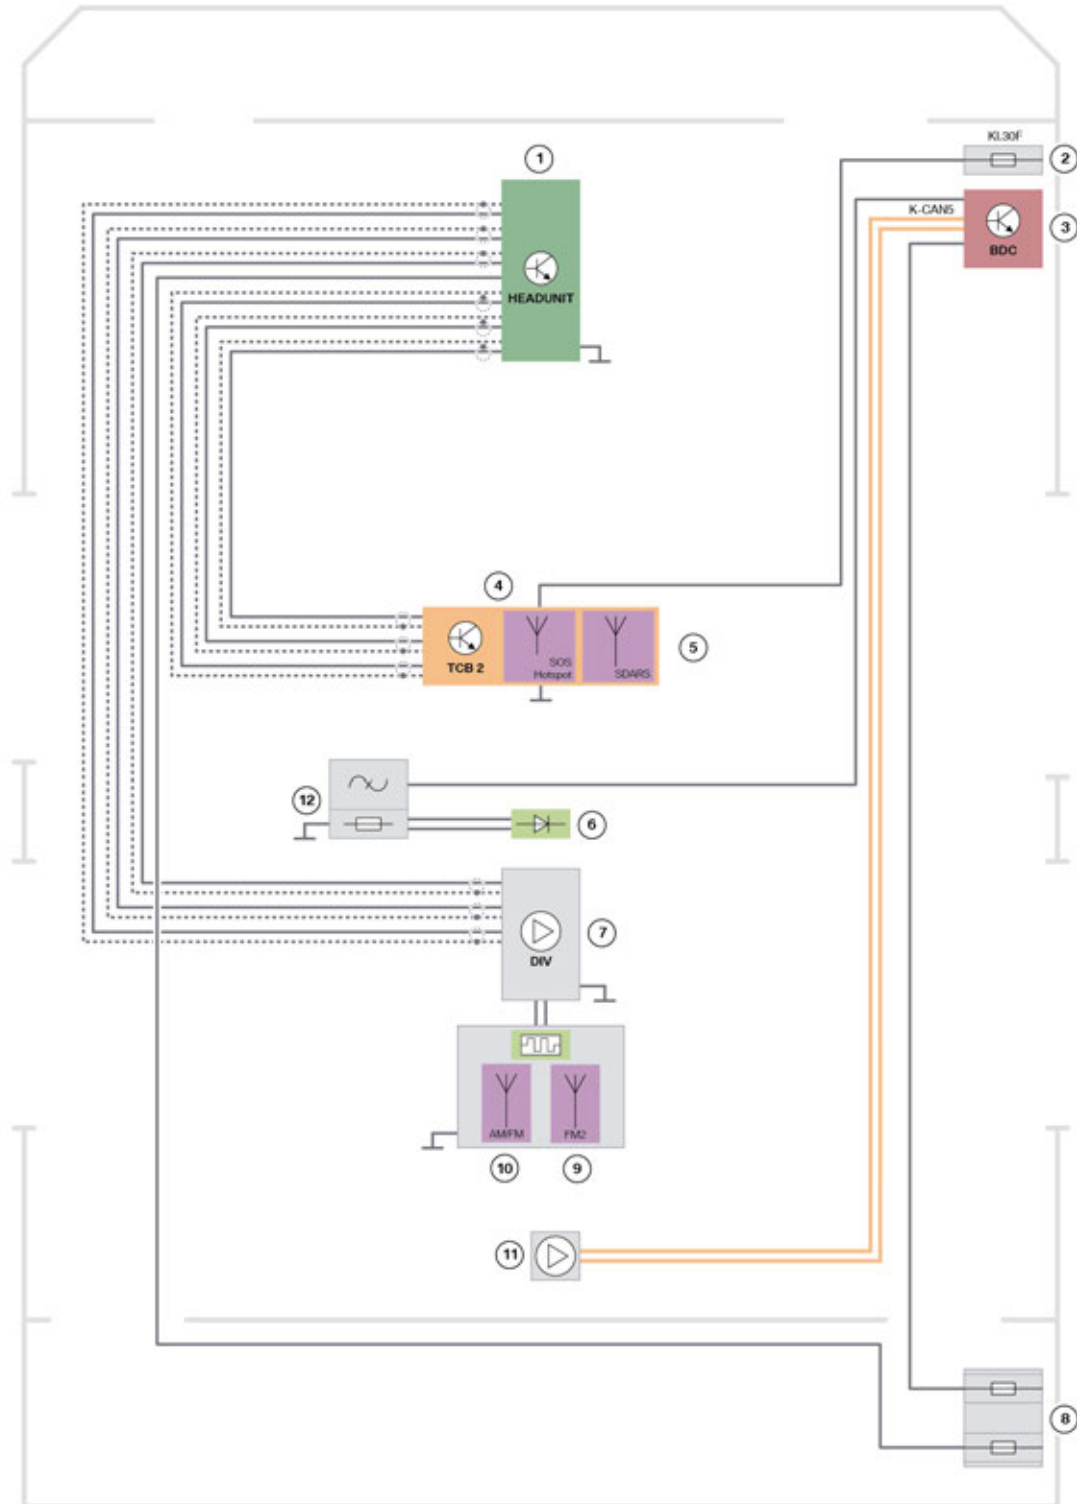 1
KL30F
2
K-CAN5
3
BDC
HEADUNIT
4
5
TCB 2
SOS
Hotspot
SDARS
12
6
7
DIV
AM/FM
FM2
10
9
11
8